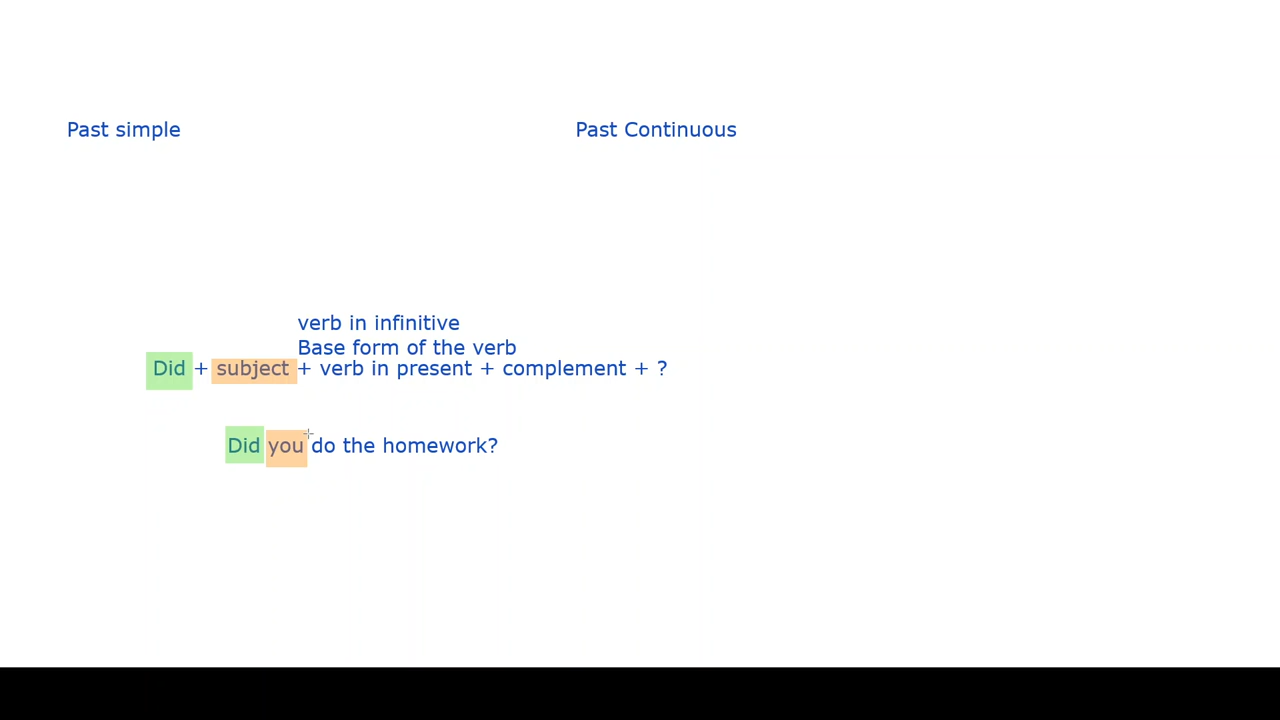 Past simple
Past Continuous
verb in infinitive
Base form of the verb
Did + subject + verb in present + complement + ?
Did you do the homework?